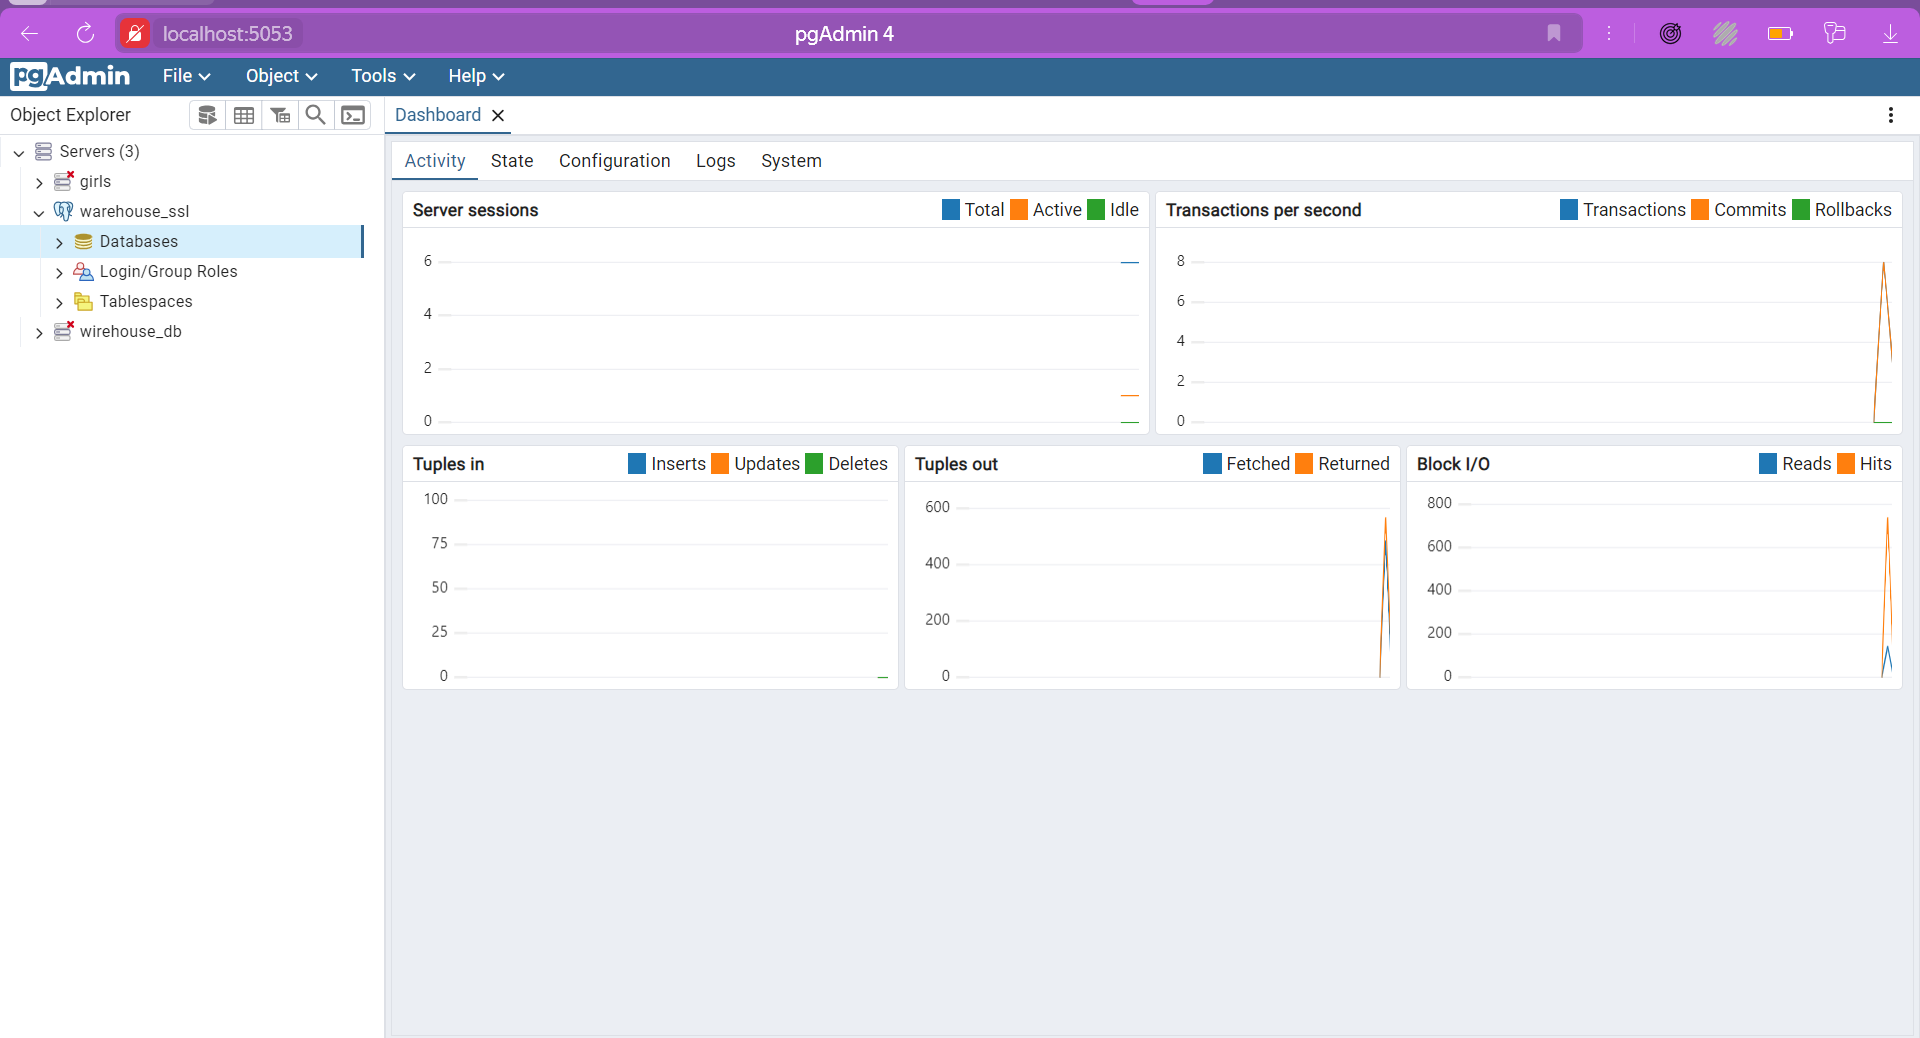 localhost:5053 pgAdmin 4
pgAdmin File Object Tools Help
Object Explorer
Dashboard
Servers (3)
girls
warehouse_ssl
Databases
Login/Group Roles
Tablespaces
wirehouse_db
Activity State Configuration Logs System
Server sessions Total Active Idle
6
4
2
0
Transactions per second Transactions Commits Rollbacks
8
6
4
2
0
Tuples in Inserts Updates Deletes
100
75
50
25
0
Tuples out Fetched Returned
600
400
200
0
Block I/O Reads Hits
800
600
400
200
0